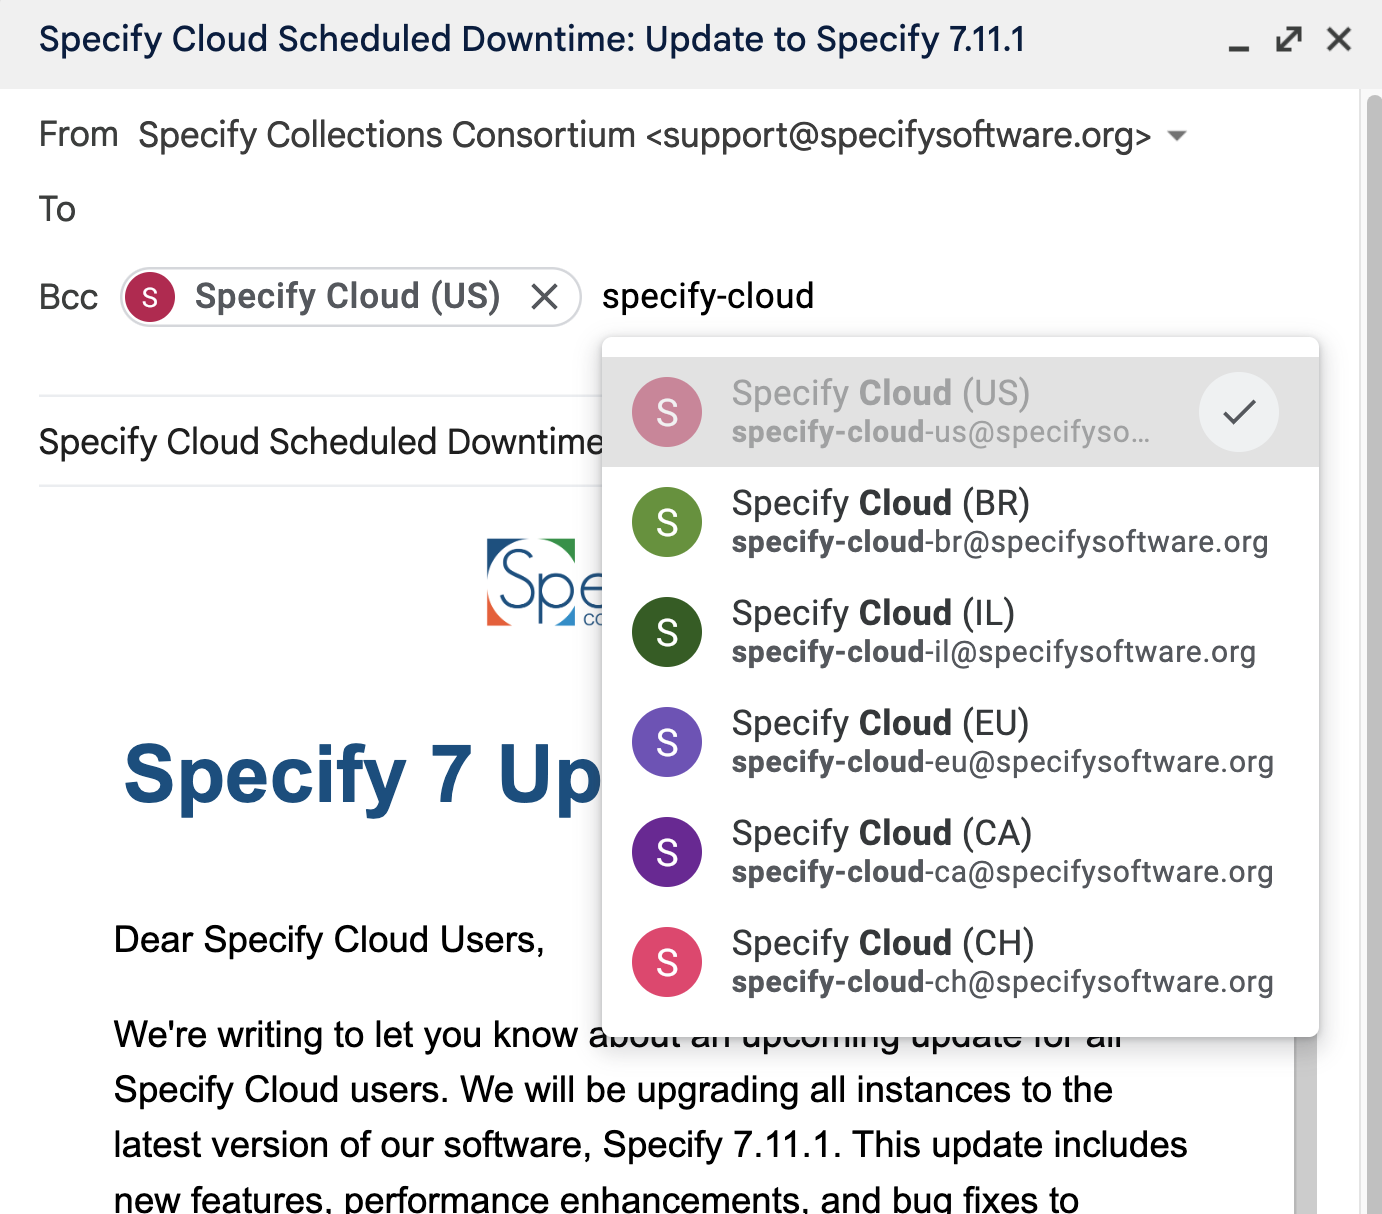 Specify Cloud Scheduled Downtime: Update to Specify 7.11.1
From Specify Collections Consortium <support@specifysoftware.org>
To
Bcc S Specify Cloud (US) specify-cloud
S Specify Cloud (US)
specify-cloud-us@specifyso...
Specify Cloud Scheduled Downtime
S Specify Cloud (BR)
specify-cloud-br@specifysoftware.org
Spe
co
S Specify Cloud (IL)
specify-cloud-il@specifysoftware.org
S Specify Cloud (EU)
specify-cloud-eu@specifysoftware.org
Specify 7 Up
S Specify Cloud (CA)
specify-cloud-ca@specifysoftware.org
Dear Specify Cloud Users,
S Specify Cloud (CH)
specify-cloud-ch@specifysoftware.org
We're writing to let you know about an upcoming update for all
Specify Cloud users. We will be upgrading all instances to the
latest version of our software, Specify 7.11.1. This update includes
new features, performance enhancements, and bug fixes to